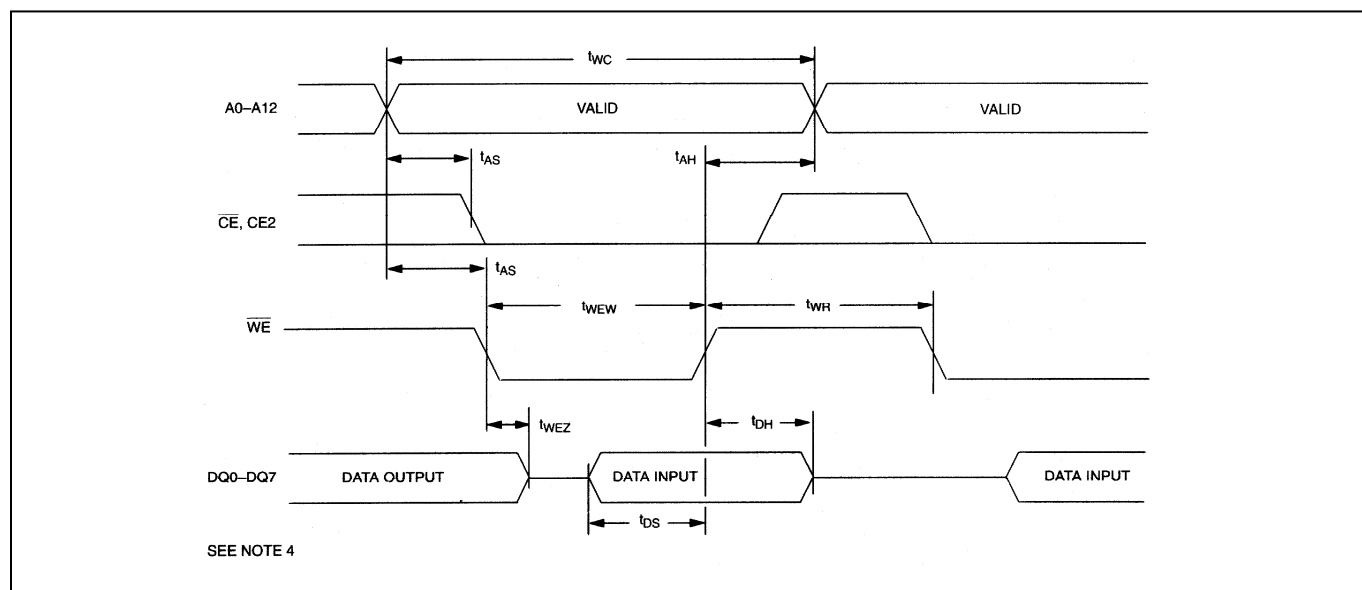 tWC
A0–A12 VALID VALID
tAS tAH
CE, CE2
tAS
tWEW tWR
WE
tWEZ tDH
DQ0–DQ7 DATA OUTPUT DATA INPUT DATA INPUT
tDS
SEE NOTE 4